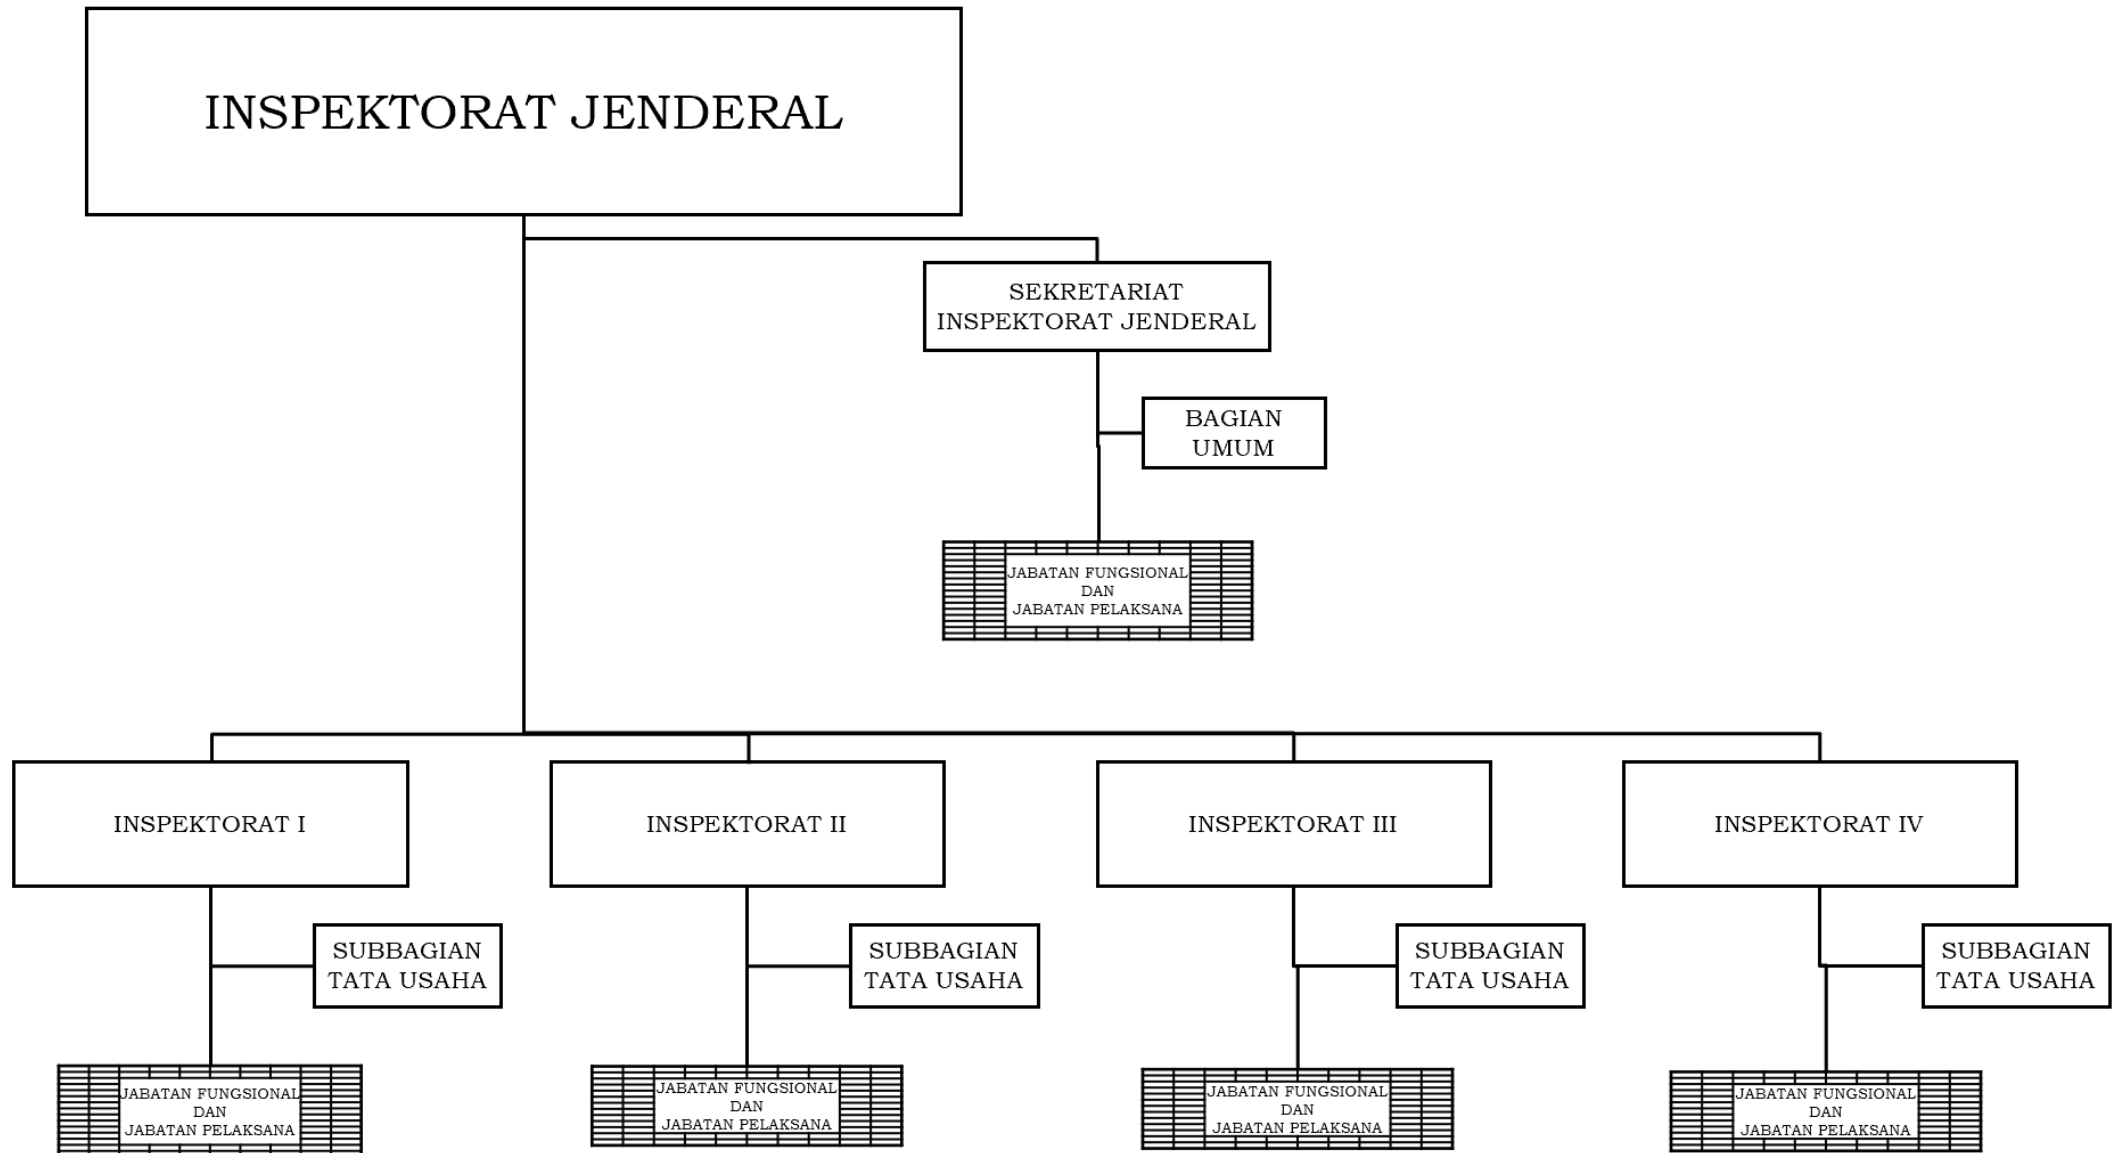 INSPEKTORAT JENDERAL
SEKRETARIAT
INSPEKTORAT JENDERAL
BAGIAN
UMUM
JABATAN FUNGSIONAL
DAN
JABATAN PELAKSANA
INSPEKTORAT I
INSPEKTORAT II
INSPEKTORAT III
INSPEKTORAT IV
SUBBAGIAN
TATA USAHA
SUBBAGIAN
TATA USAHA
SUBBAGIAN
TATA USAHA
SUBBAGIAN
TATA USAHA
JABATAN FUNGSIONAL
DAN
JABATAN PELAKSANA
JABATAN FUNGSIONAL
DAN
JABATAN PELAKSANA
JABATAN FUNGSIONAL
DAN
JABATAN PELAKSANA
JABATAN FUNGSIONAL
DAN
JABATAN PELAKSANA